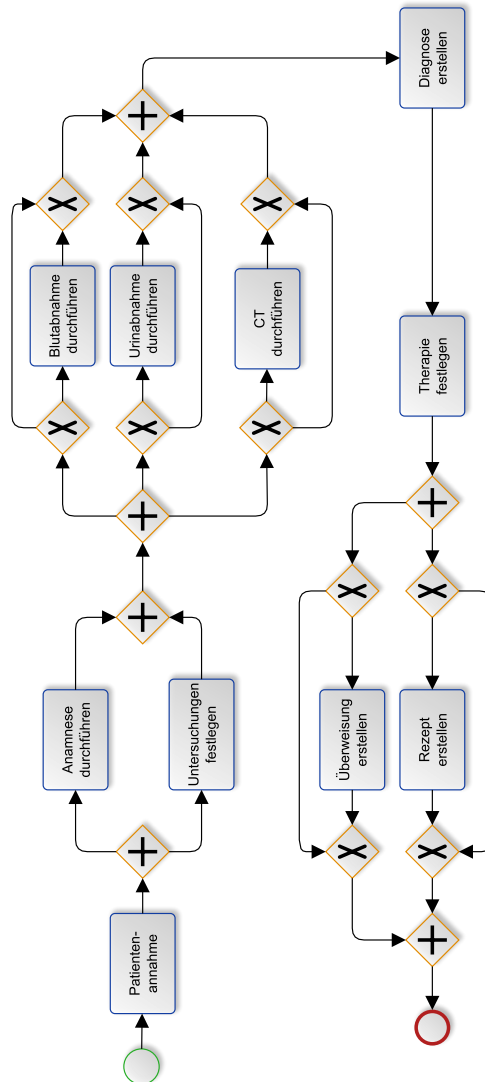 Patienten-
annahme
Anamnese
durchführen
Untersuchungen
festlegen
Blutabnahme
durchführen
Urinabnahme
durchführen
CT
durchführen
Diagnose
erstellen
Therapie
festlegen
Überweisung
erstellen
Rezept
erstellen